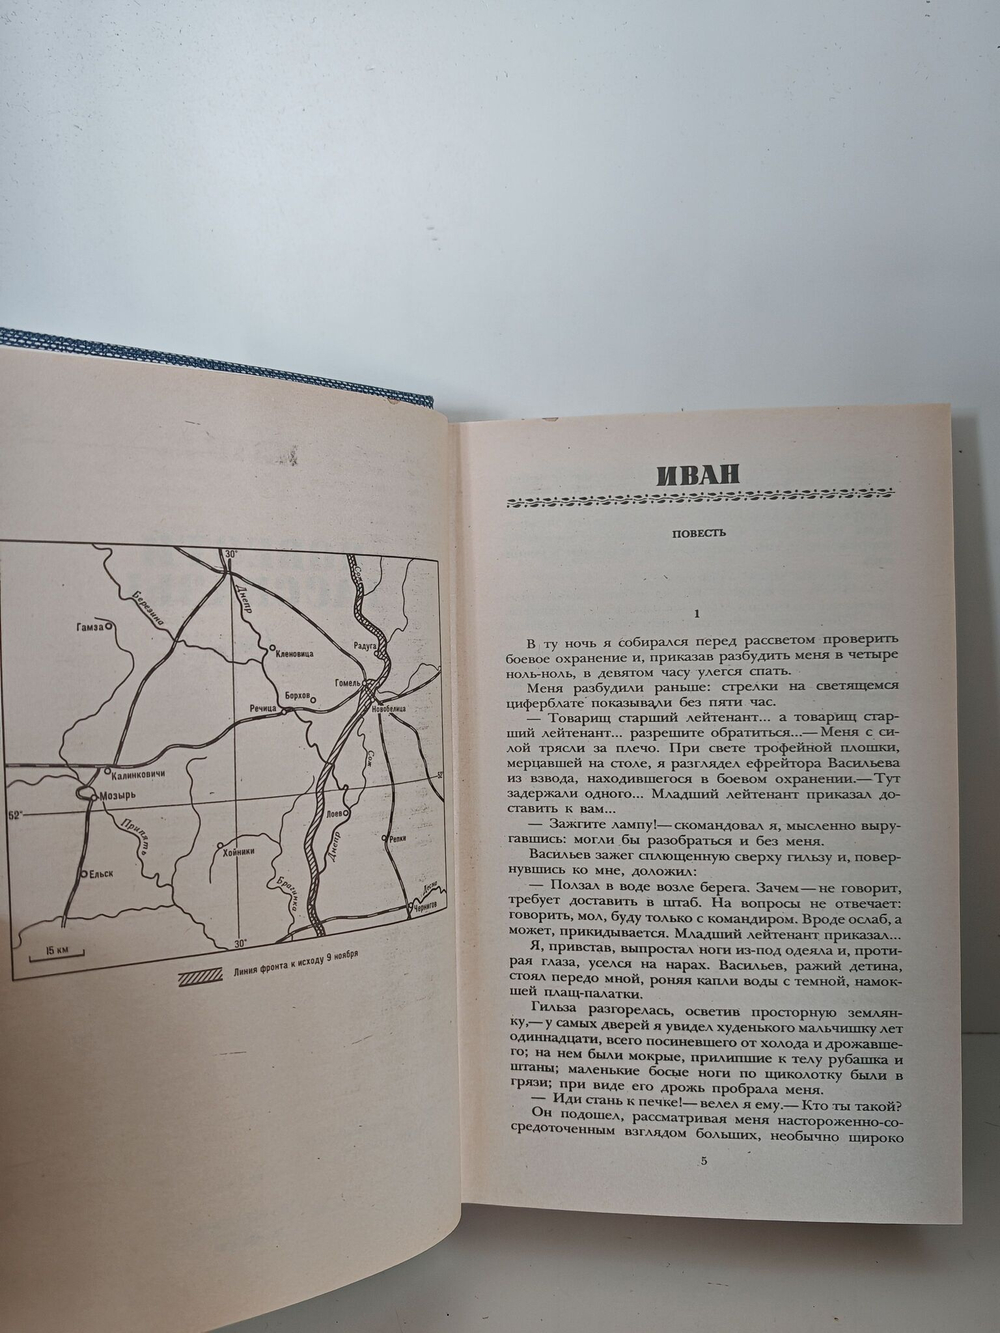 30°
Сож
Березина
Днепр
Гамза
Кленовица
Радуга
Гомель
Борхов
Речица
Новобелица
Калинковичи
Сож
51°
Мозырь
52°
Лоев
Припять
Днепр
Репки
Хойники
Ельск
Брагинка
Десна
Чернигов
30°
15 км
Линия фронта к исходу 9 ноября
ИВАН
ПОВЕСТЬ
1
В ту ночь я собирался перед рассветом проверить
боевое охранение и, приказав разбудить меня в четыре
ноль-ноль, в девятом часу улегся спать.
Меня разбудили раньше: стрелки на светящемся
циферблате показывали без пяти час.
— Товарищ старший лейтенант... а товарищ стар-
ший лейтенант... разрешите обратиться...— Меня с си-
лой трясли за плечо. При свете трофейной плошки,
мерцавшей на столе, я разглядел ефрейтора Васильева
из взвода, находившегося в боевом охранении.— Тут
задержали одного... Младший лейтенант приказал до-
ставить к вам...
— Зажгите лампу!— скомандовал я, мысленно выру-
гавшись: могли бы разобраться и без меня.
Васильев зажег сплющенную сверху гильзу и, повер-
нувшись ко мне, доложил:
— Ползал в воде возле берега. Зачем — не говорит,
требует доставить в штаб. На вопросы не отвечает:
говорить, мол, буду только с командиром. Вроде ослаб, а
может, прикидывается. Младший лейтенант приказал...
Я, привстав, выпростал ноги из-под одеяла и, проти-
рая глаза, уселся на нарах. Васильев, ражий детина,
стоял передо мной, роняя капли воды с темной, намок-
шей плащ-палатки.
Гильза разгорелась, осветив просторную землян-
ку,— у самых дверей я увидел худенького мальчишку лет
одиннадцати, всего посиневшего от холода и дрожавше-
го; на нем были мокрые, прилипшие к телу рубашка и
штаны; маленькие босые ноги по щиколотку были в
грязи; при виде его дрожь пробрала меня.
— Иди стань к печке!— велел я ему.— Кто ты такой?
Он подошел, рассматривая меня настороженно-со-
средоточенным взглядом больших, необычно широко
5